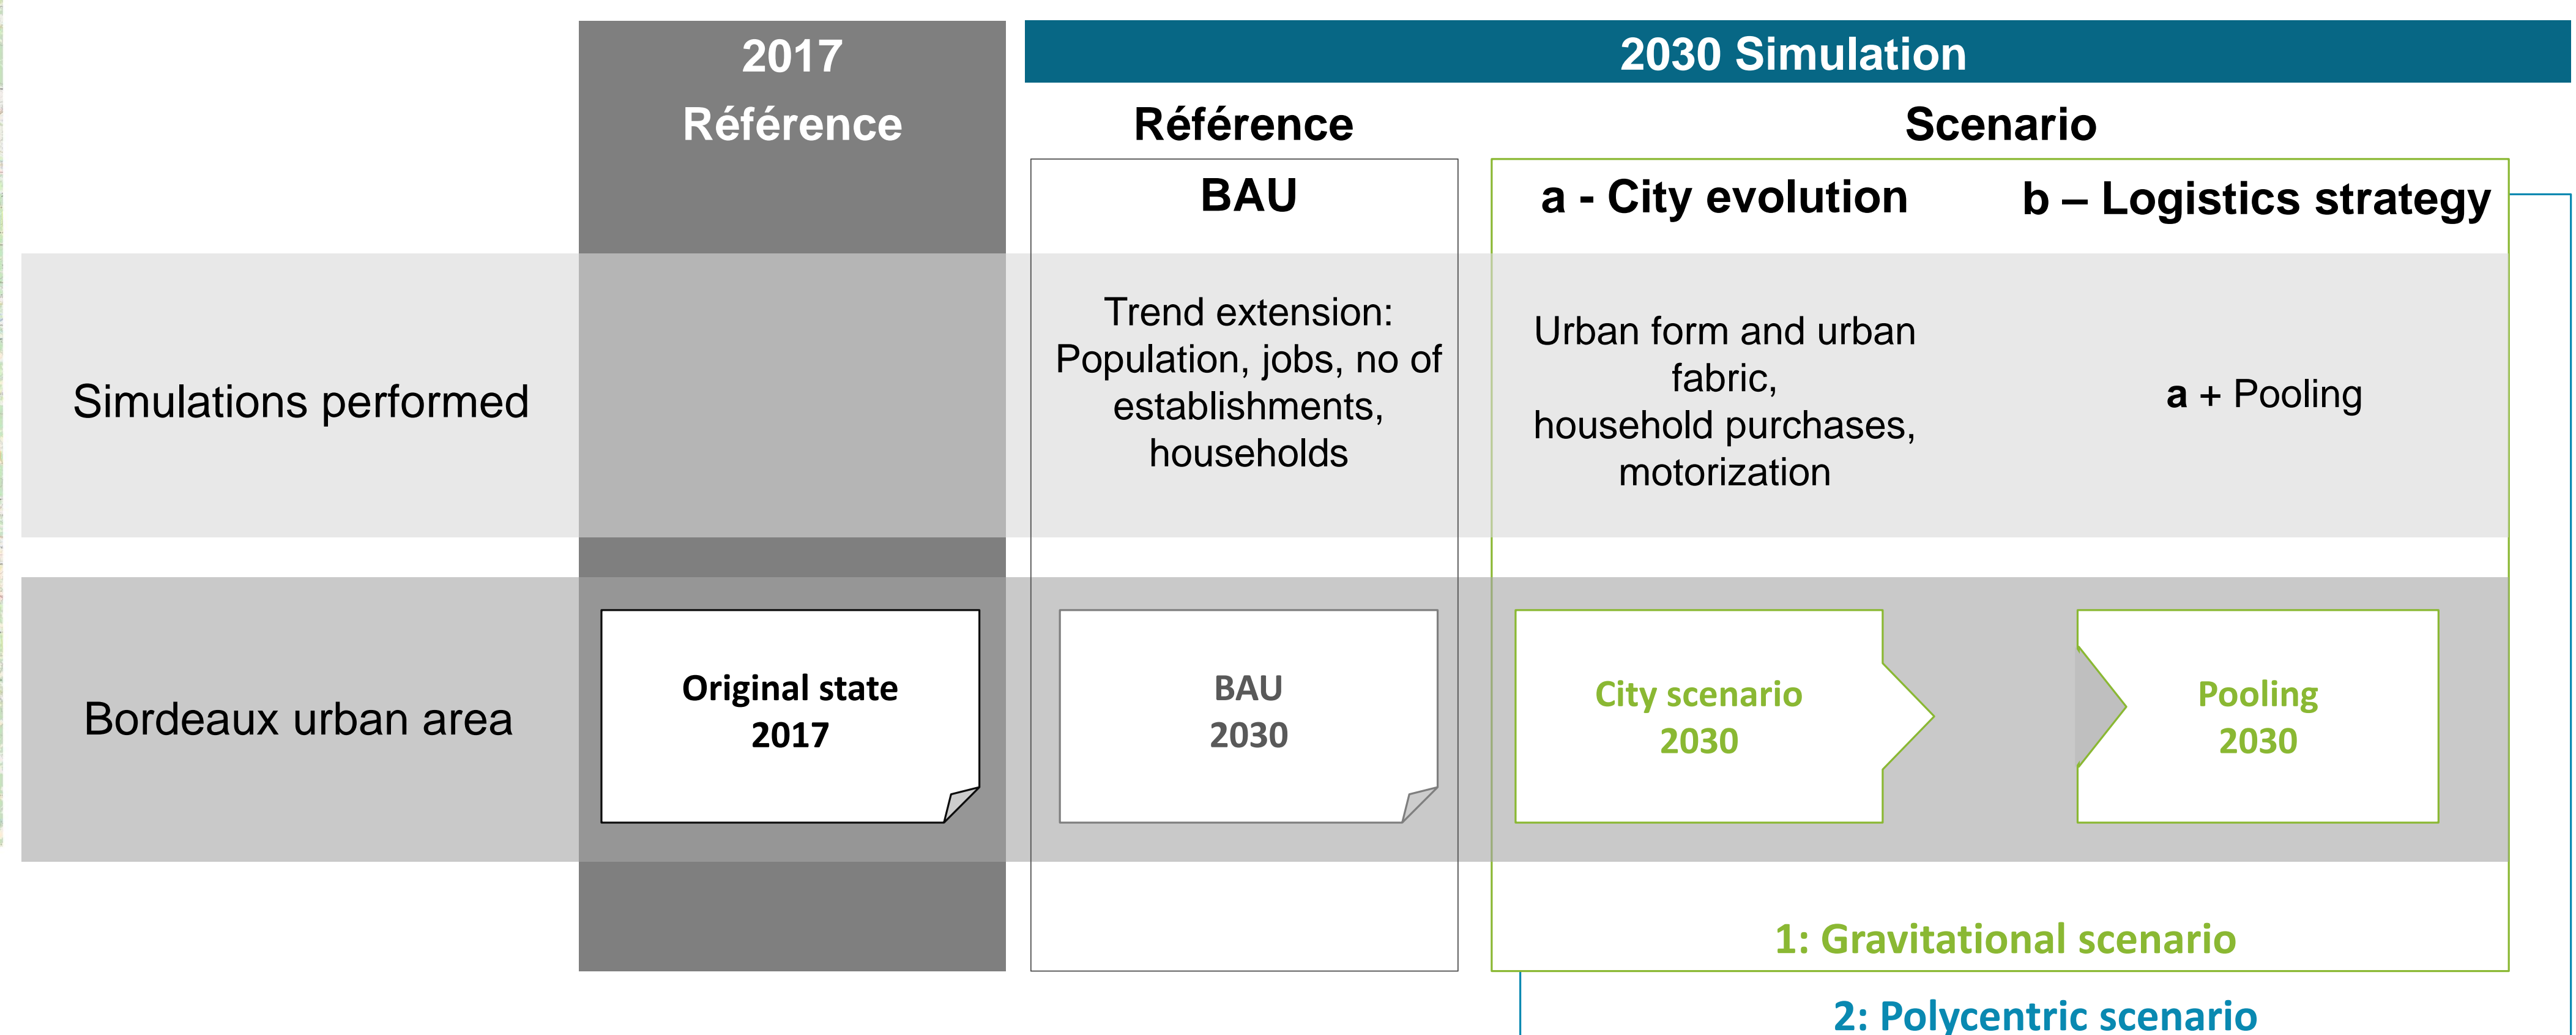 2017
Référence
2030 Simulation
Référence
Scenario
BAU
a - City evolution
b – Logistics strategy
Simulations performed
Trend extension:
Population, jobs, no of
establishments,
households
Urban form and urban
fabric,
household purchases,
motorization
a + Pooling
Bordeaux urban area
Original state
2017
BAU
2030
City scenario
2030
Pooling
2030
1: Gravitational scenario
2: Polycentric scenario